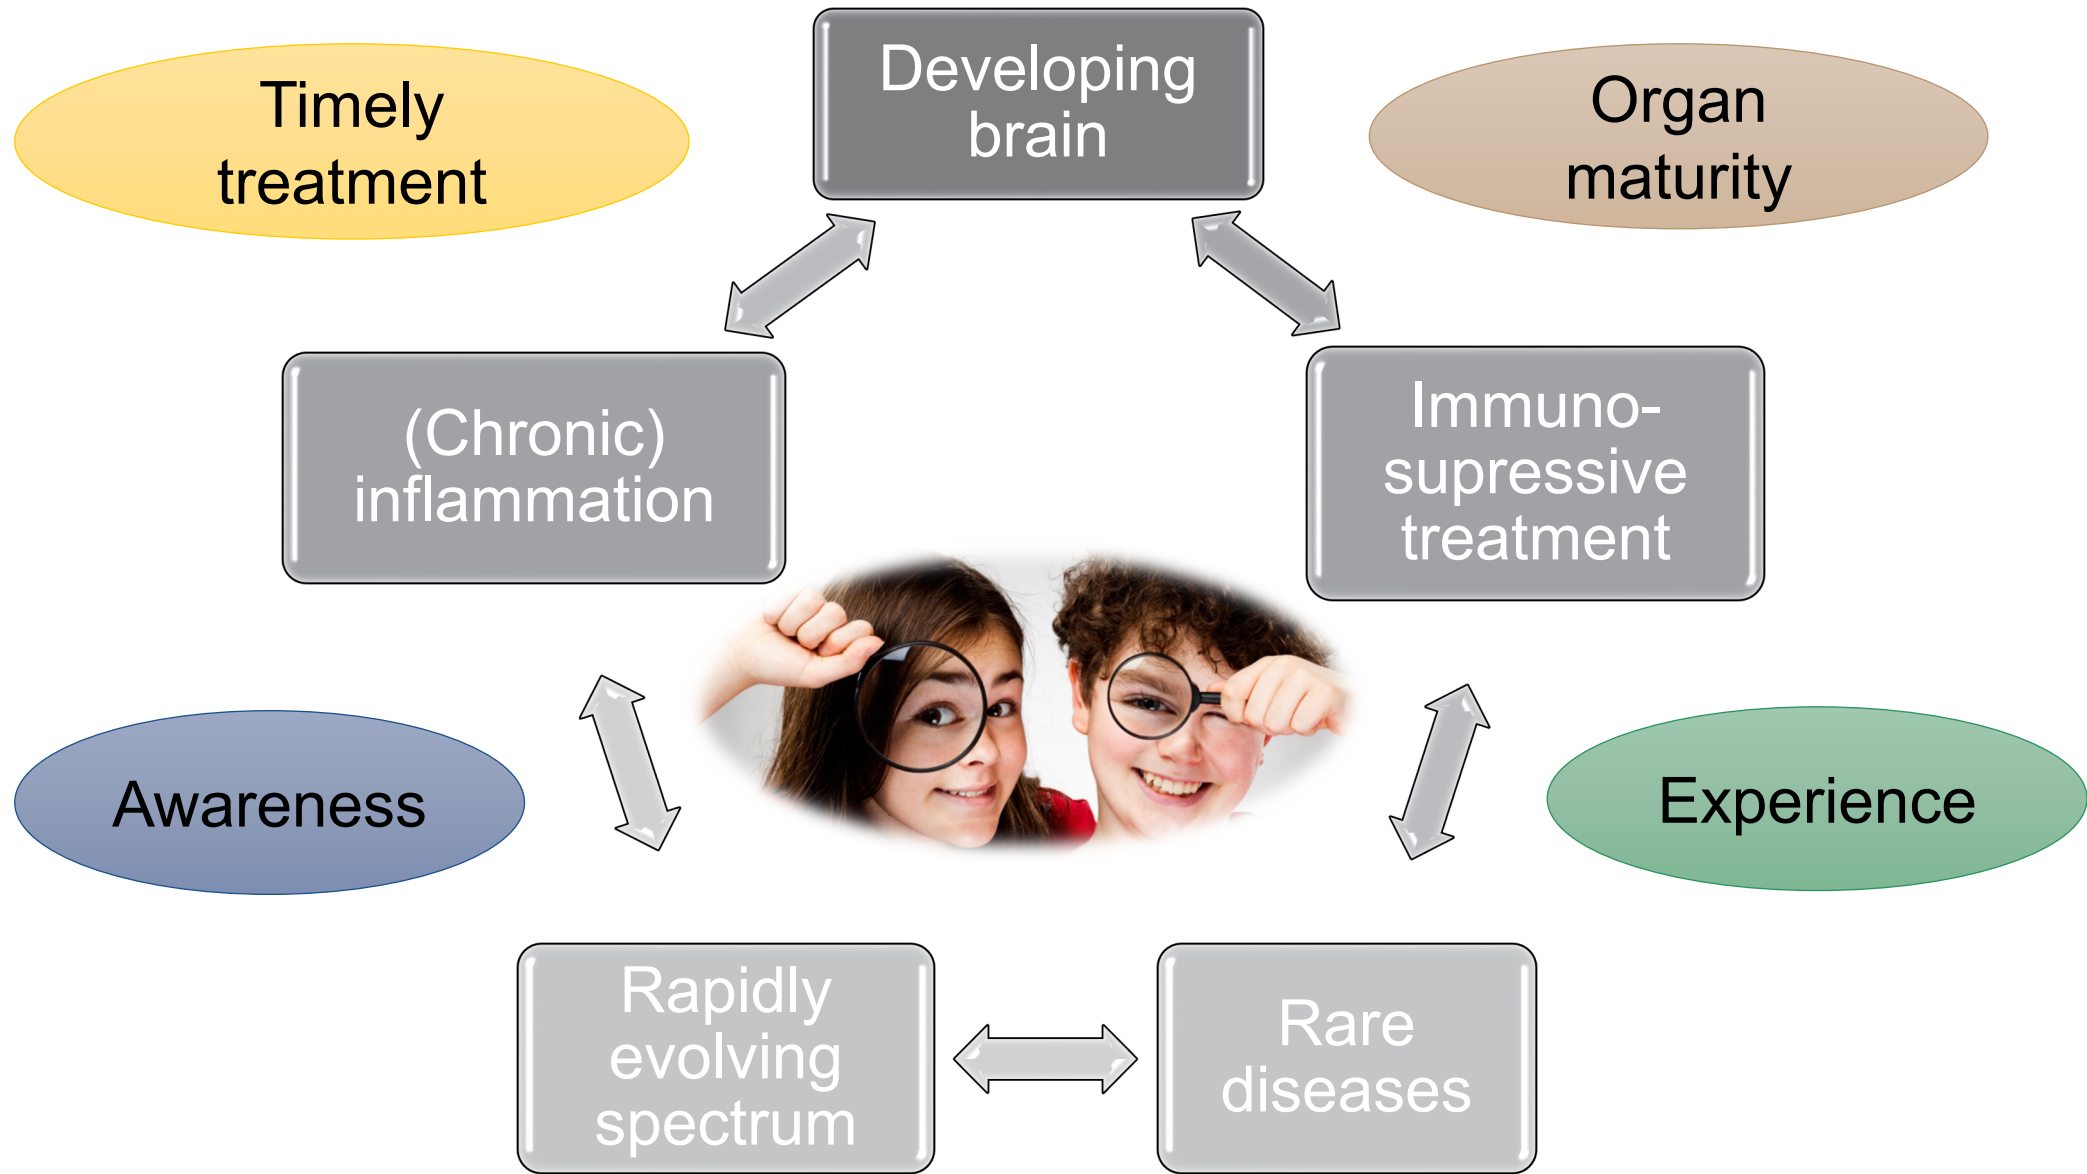 Developing
brain
Timely
treatment
Organ
maturity
(Chronic)
inflammation
Immuno-
supressive
treatment
Awareness
Experience
Rapidly
evolving
spectrum
Rare
diseases